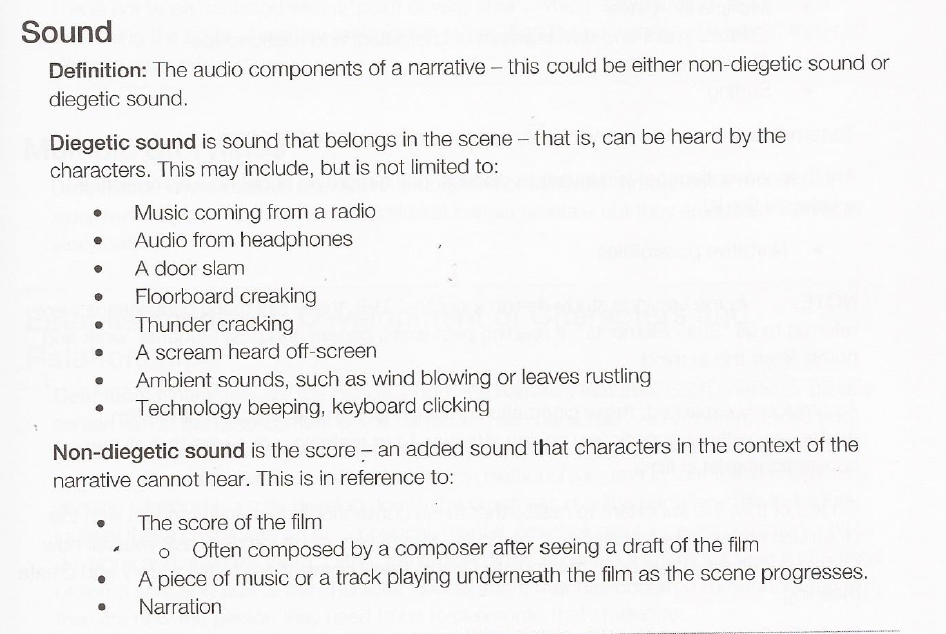 Sound
Definition: The audio components of a narrative – this could be either non-diegetic sound or
diegetic sound.
Diegetic sound is sound that belongs in the scene – that is, can be heard by the
characters. This may include, but is not limited to:
• Music coming from a radio
• Audio from headphones
• A door slam
• Floorboard creaking
• Thunder cracking
• A scream heard off-screen
• Ambient sounds, such as wind blowing or leaves rustling
• Technology beeping, keyboard clicking
Non-diegetic sound is the score – an added sound that characters in the context of the
narrative cannot hear. This is in reference to:
• The score of the film
o Often composed by a composer after seeing a draft of the film
• A piece of music or a track playing underneath the film as the scene progresses.
• Narration